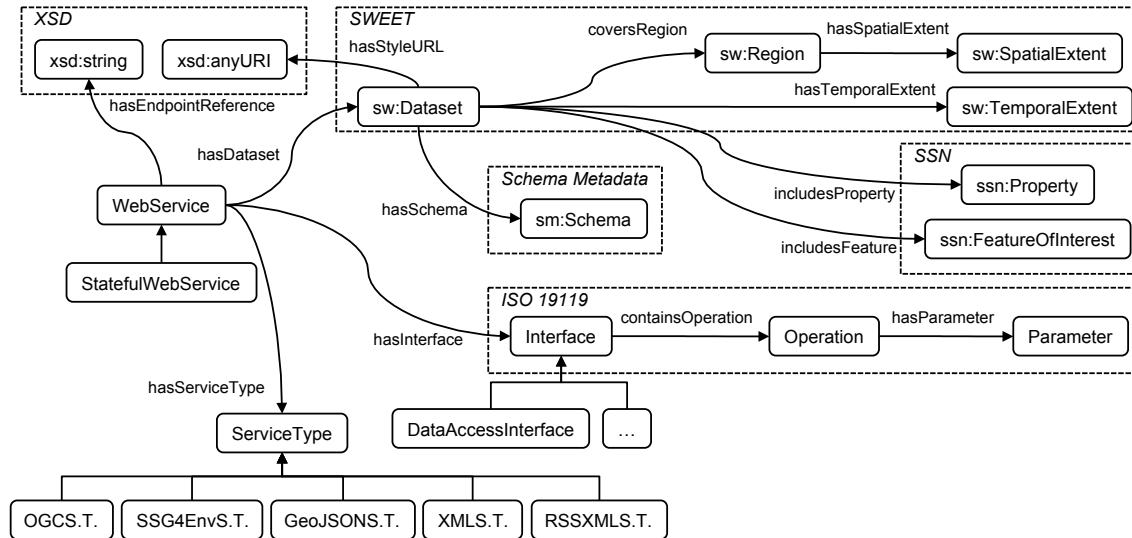 XSD
xsd:string
xsd:anyURI
hasEndpointReference
SWEET
hasStyleURL
coversRegion
sw:Region
hasSpatialExtent
sw:SpatialExtent
sw:Dataset
hasTemporalExtent
sw:TemporalExtent
hasDataset
WebService
StatefulWebService
Schema Metadata
hasSchema
sm:Schema
SSN
includesProperty
ssn:Property
includesFeature
ssn:FeatureOfInterest
ISO 19119
hasInterface
Interface
containsOperation
Operation
hasParameter
Parameter
DataAccessInterface
...
hasServiceType
ServiceType
OGCS.T.
SSG4EnvS.T.
GeoJSONS.T.
XMLS.T.
RSSXMLS.T.